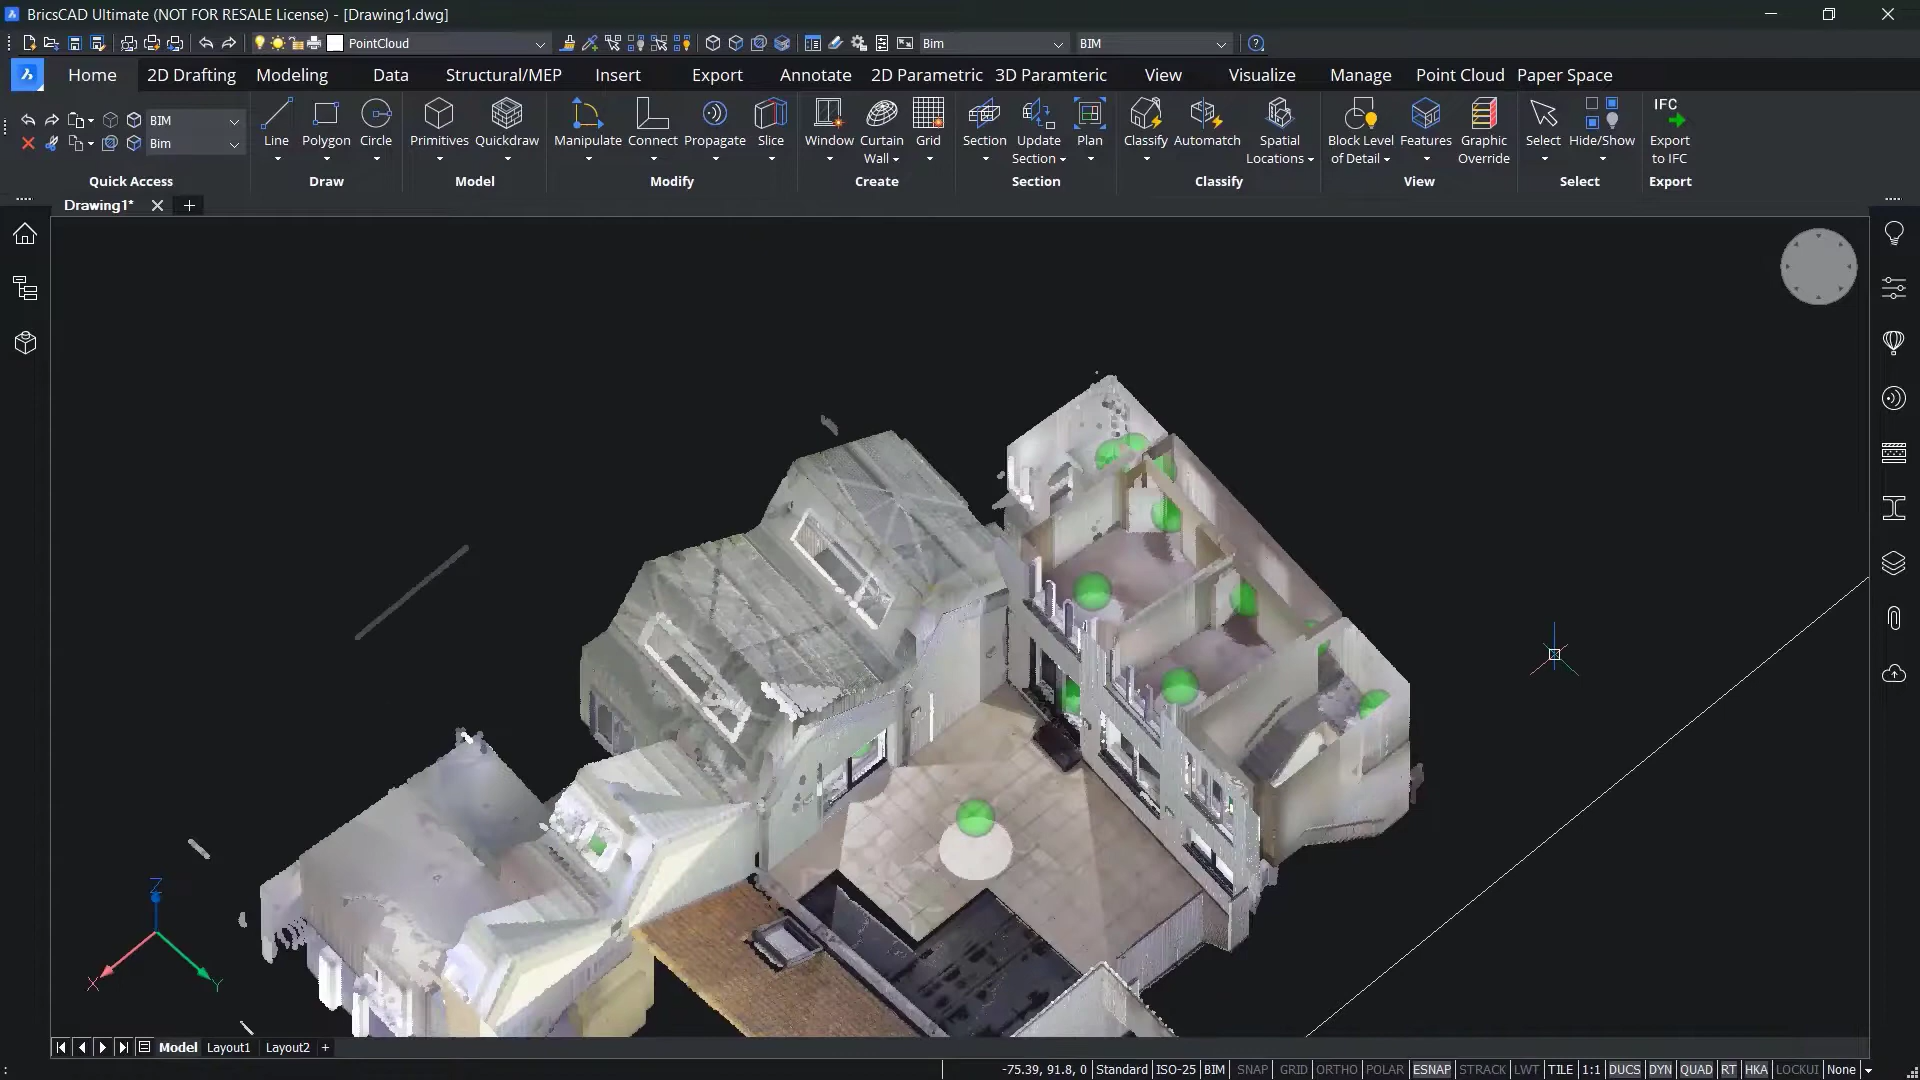 BricsCAD Ultimate (NOT FOR RESALE License) - [Drawing1.dwg]
PointCloud Bim BIM
Home 2D Drafting Modeling Data Structural/MEP Insert Export Annotate 2D Parametric 3D Paramteric View Visualize Manage Point Cloud Paper Space
BIM
Bim
Line Polygon Circle Primitives Quickdraw Manipulate Connect Propagate Slice Window Curtain Wall Grid Section Update Section Plan Classify Automatch Spatial Locations Block Level of Detail Features Graphic Override Select Hide/Show IFC Export to IFC
Quick Access Draw Model Modify Create Section Classify View Select Export
Drawing1*
Z
X Y
Model Layout1 Layout2 +
-75.39, 91.8, 0 Standard ISO-25 BIM SNAP GRID ORTHO POLAR ESNAP STRACK LWT TILE 1:1 DUCS DYN QUAD RT HKA LOCKUI None